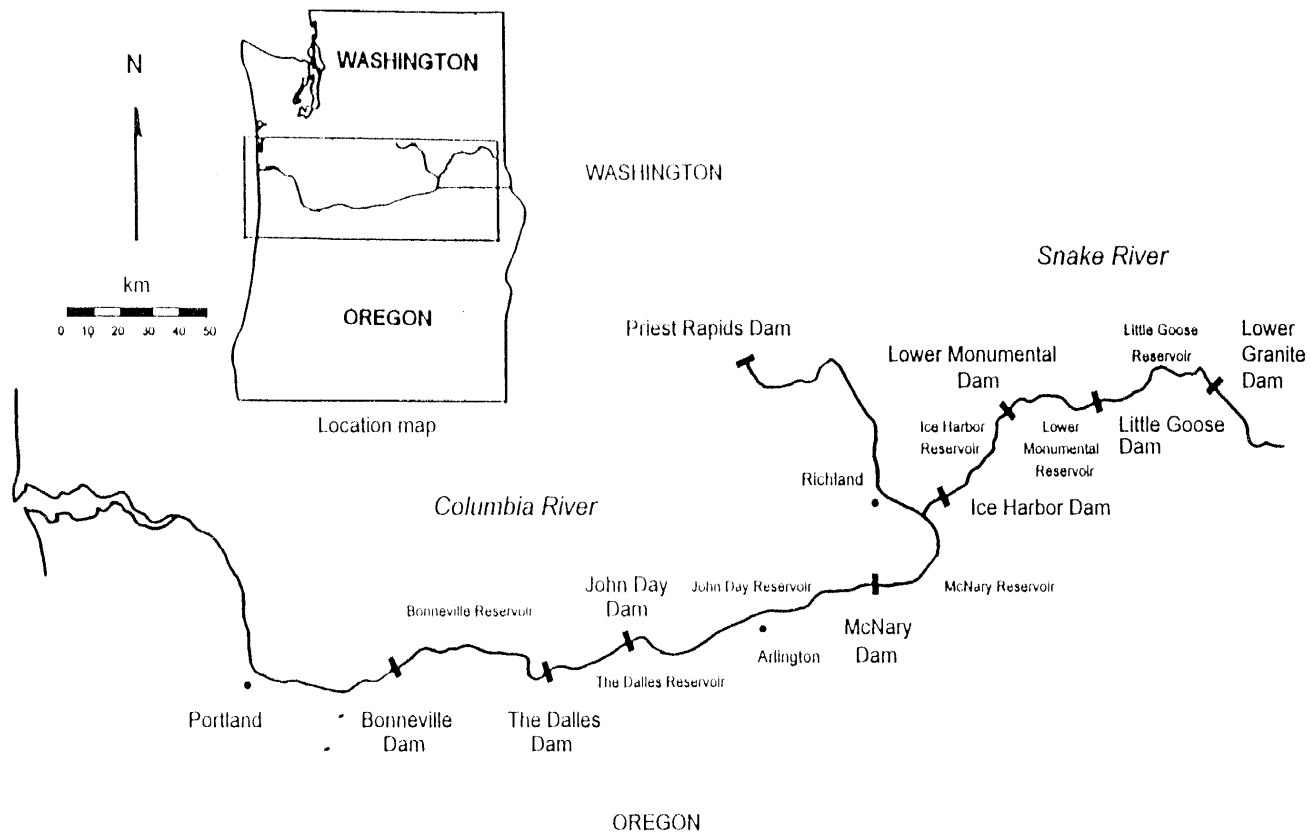 N
WASHINGTON
OREGON
Location map
km
0 10 20 30 40 50
WASHINGTON
Snake River
Priest Rapids Dam
Lower Monumental
Dam
Little Goose
Reservoir
Lower
Granite
Dam
Ice Harbor
Reservoir
Lower
Monumental
Reservoir
Little Goose
Dam
Richland
Ice Harbor Dam
Columbia River
John Day
Dam
John Day Reservoir
McNary Reservoir
Bonneville Reservoir
McNary
Dam
Arlington
The Dalles Reservoir
Portland
Bonneville
Dam
The Dalles
Dam
OREGON